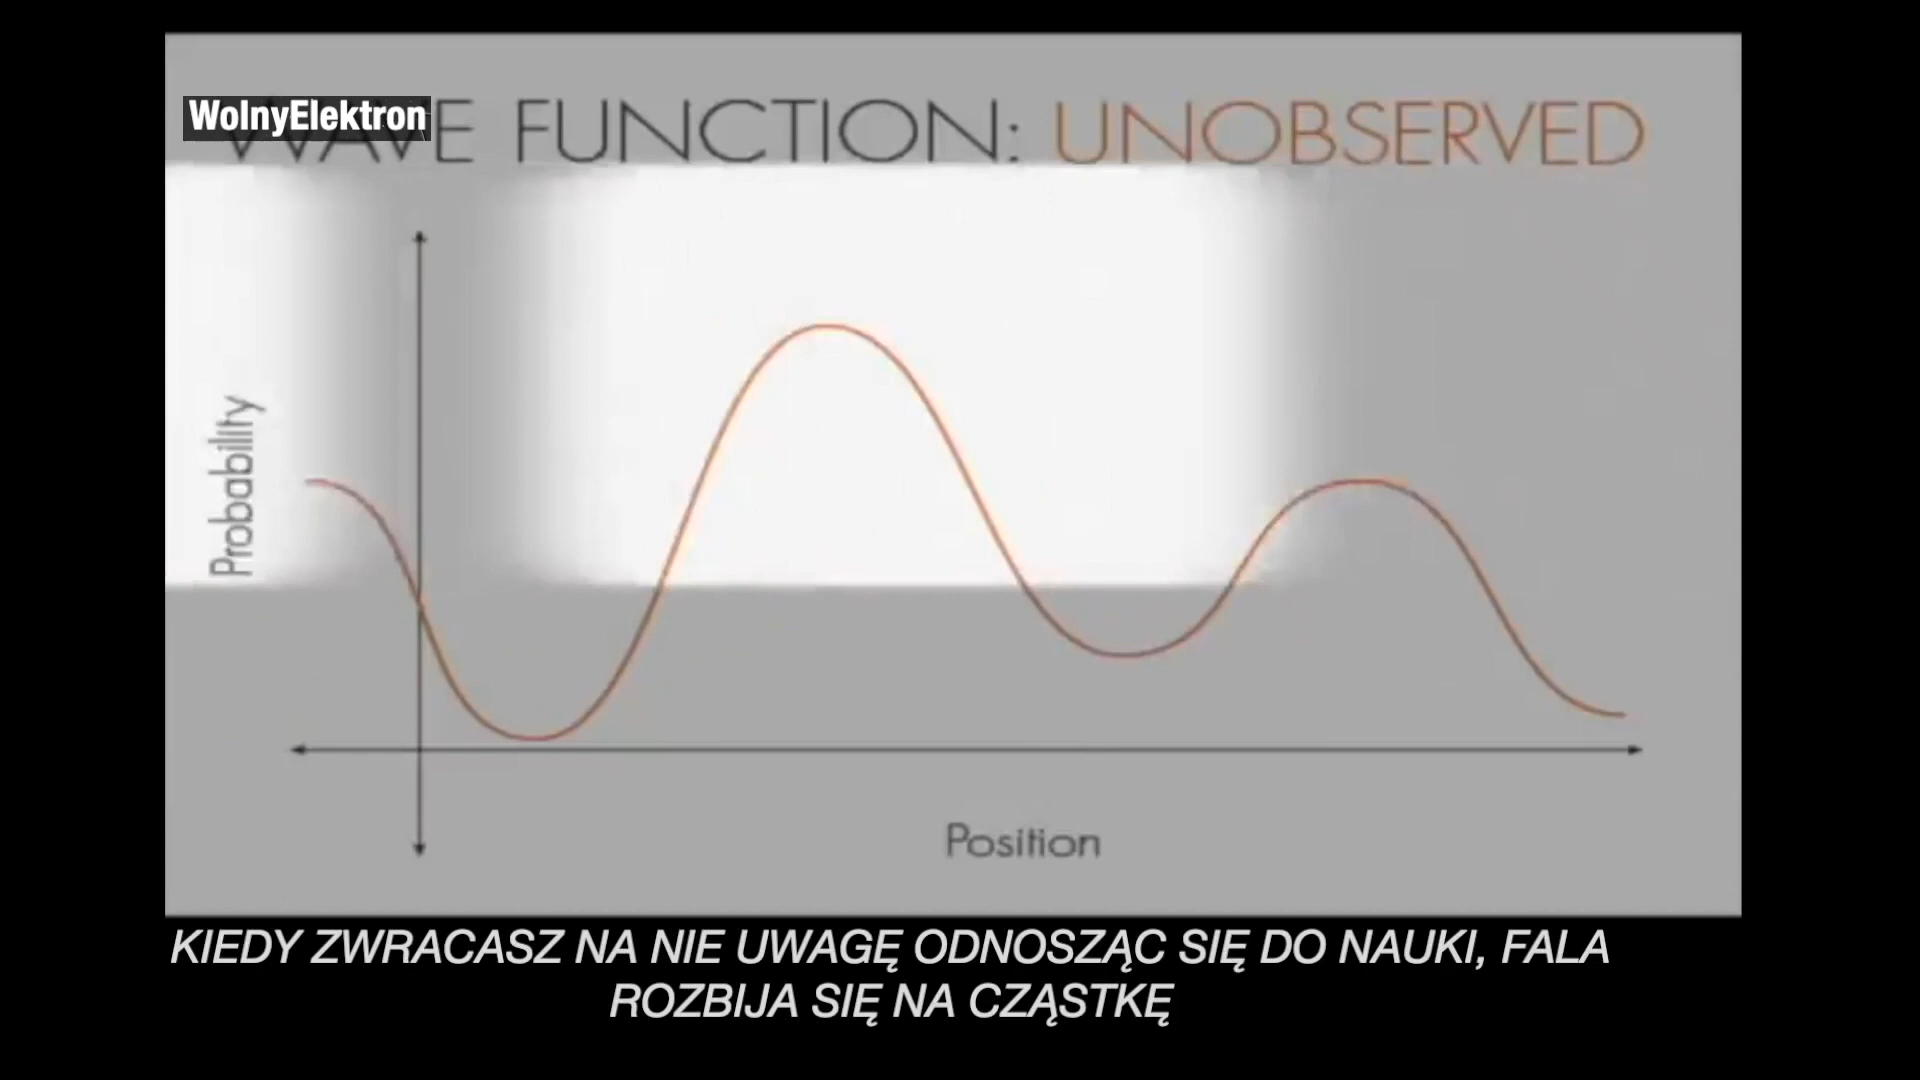 WolnyElektron
WAVE FUNCTION: UNOBSERVED
Probability
Position
KIEDY ZWRACASZ NA NIE UWAGĘ ODNOSZĄC SIĘ DO NAUKI, FALA
ROZBIJA SIĘ NA CZĄSTKĘ